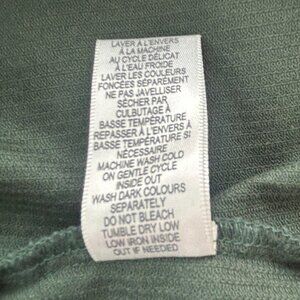 LAVER À L'ENVERS
À LA MACHINE
AU CYCLE DÉLICAT
À L'EAU FROIDE
LAVER LES COULEURS
FONCÉES SÉPARÉMENT
NE PAS JAVELLISER
SÉCHER PAR
CULBUTAGE À
BASSE TEMPÉRATURE
REPASSER À L'ENVERS À
BASSE TEMPÉRATURE SI
NÉCESSAIRE
MACHINE WASH COLD
ON GENTLE CYCLE
INSIDE OUT
WASH DARK COLOURS
SEPARATELY
DO NOT BLEACH
TUMBLE DRY LOW
LOW IRON INSIDE
OUT IF NEEDED